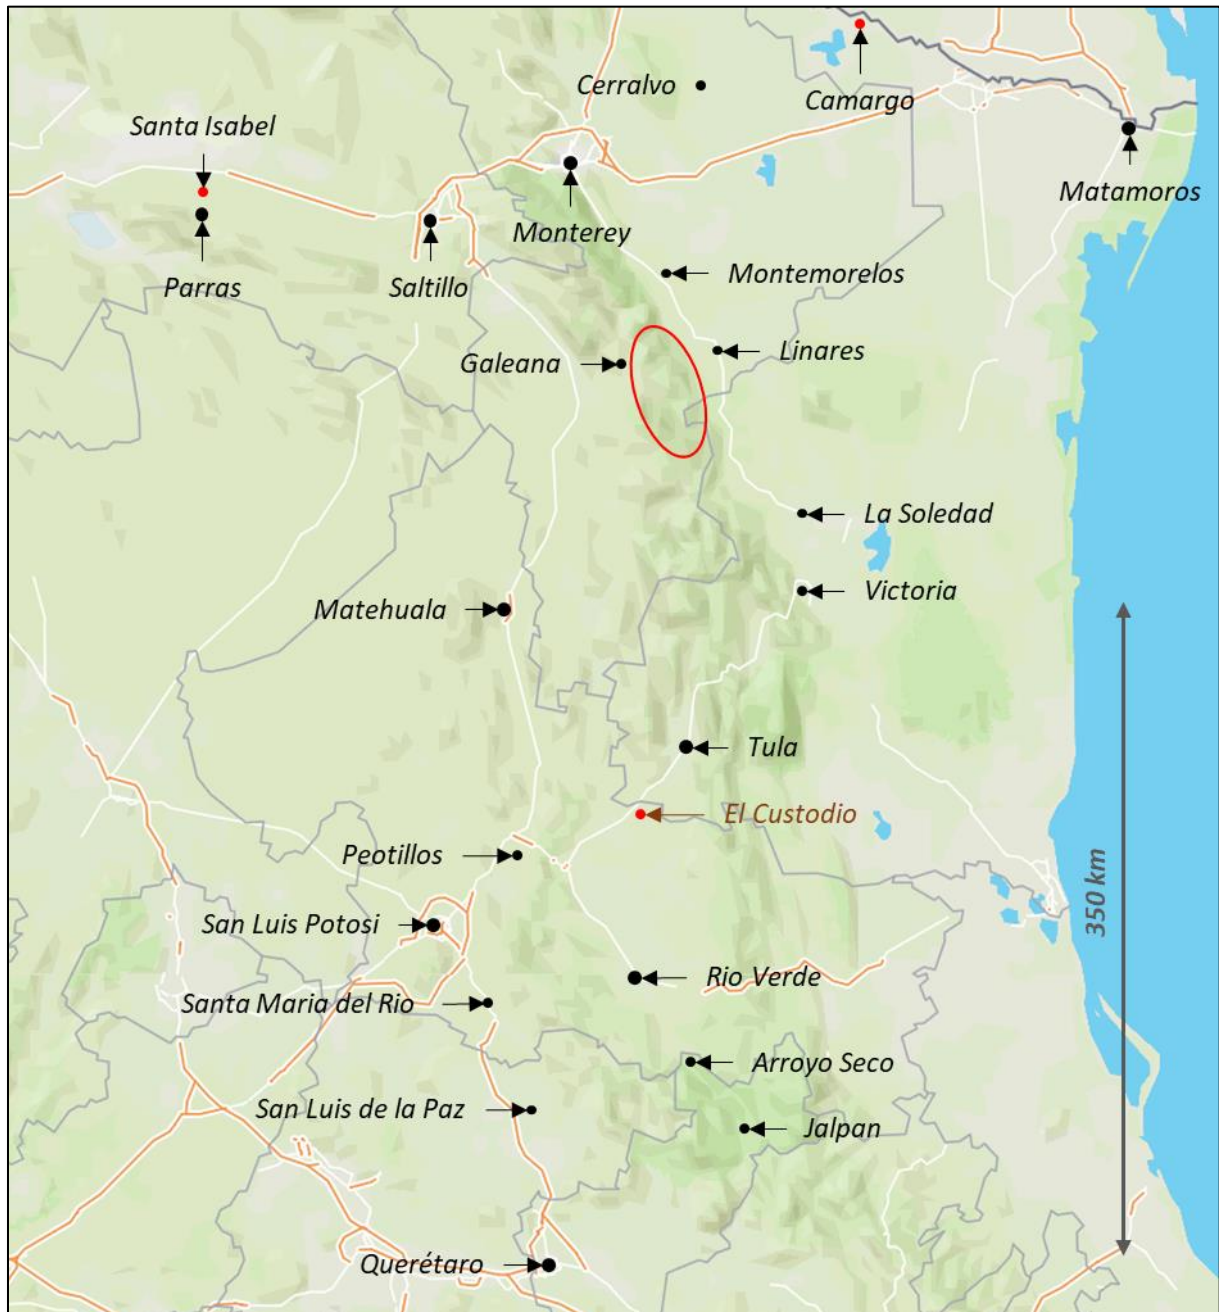 Cerralvo
Camargo
Santa Isabel
Matamoros
Monterey
Parras
Saltillo
Montemorelos
Galeana
Linares
La Soledad
Victoria
Matehuala
Tula
El Custodio
Peotillos
350 km
San Luis Potosi
Rio Verde
Santa Maria del Rio
Arroyo Seco
San Luis de la Paz
Jalpan
Querétaro